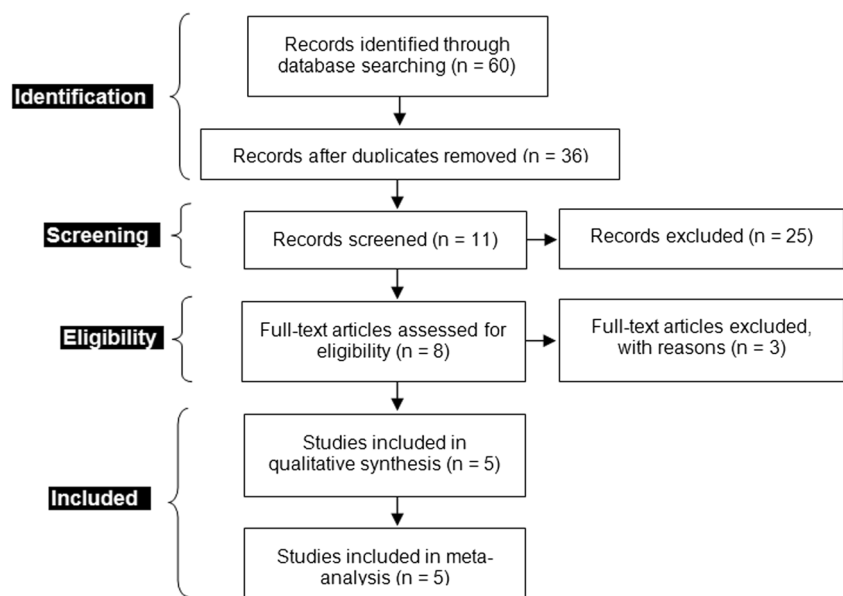 Identification
Records identified through
database searching (n = 60)
Records after duplicates removed (n = 36)
Screening
Records screened (n = 11)
Records excluded (n = 25)
Eligibility
Full-text articles assessed for
eligibility (n = 8)
Full-text articles excluded,
with reasons (n = 3)
Included
Studies included in
qualitative synthesis (n = 5)
Studies included in meta-
analysis (n = 5)